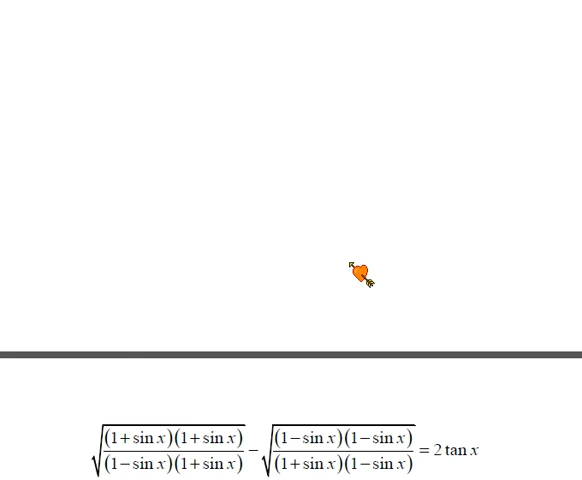 √((1+sin x)(1+sin x)/(1−sin x)(1+sin x)) − √((1−sin x)(1−sin x)/(1+sin x)(1−sin x)) = 2 tan x